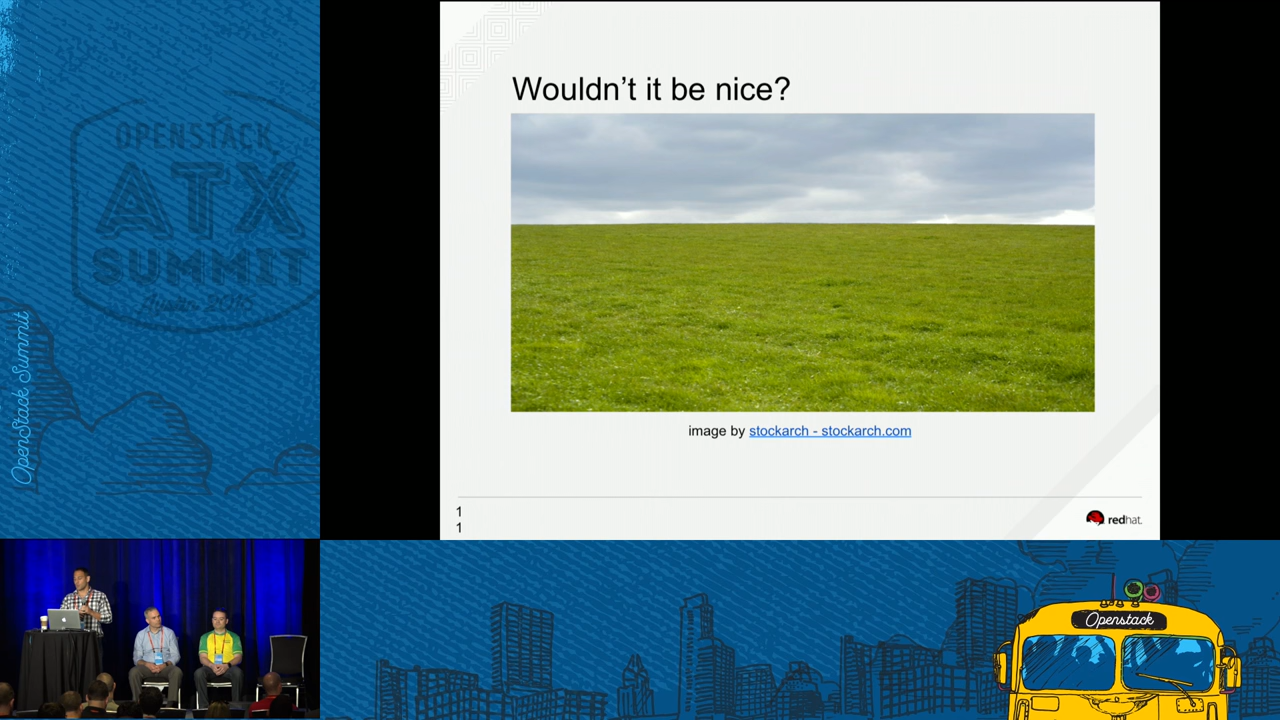 OPENSTACK
ATX
SUMMIT
Austin 2016
OpenStack Summit
Wouldn't it be nice?
image by stockarch - stockarch.com
1
1
redhat.
Openstack